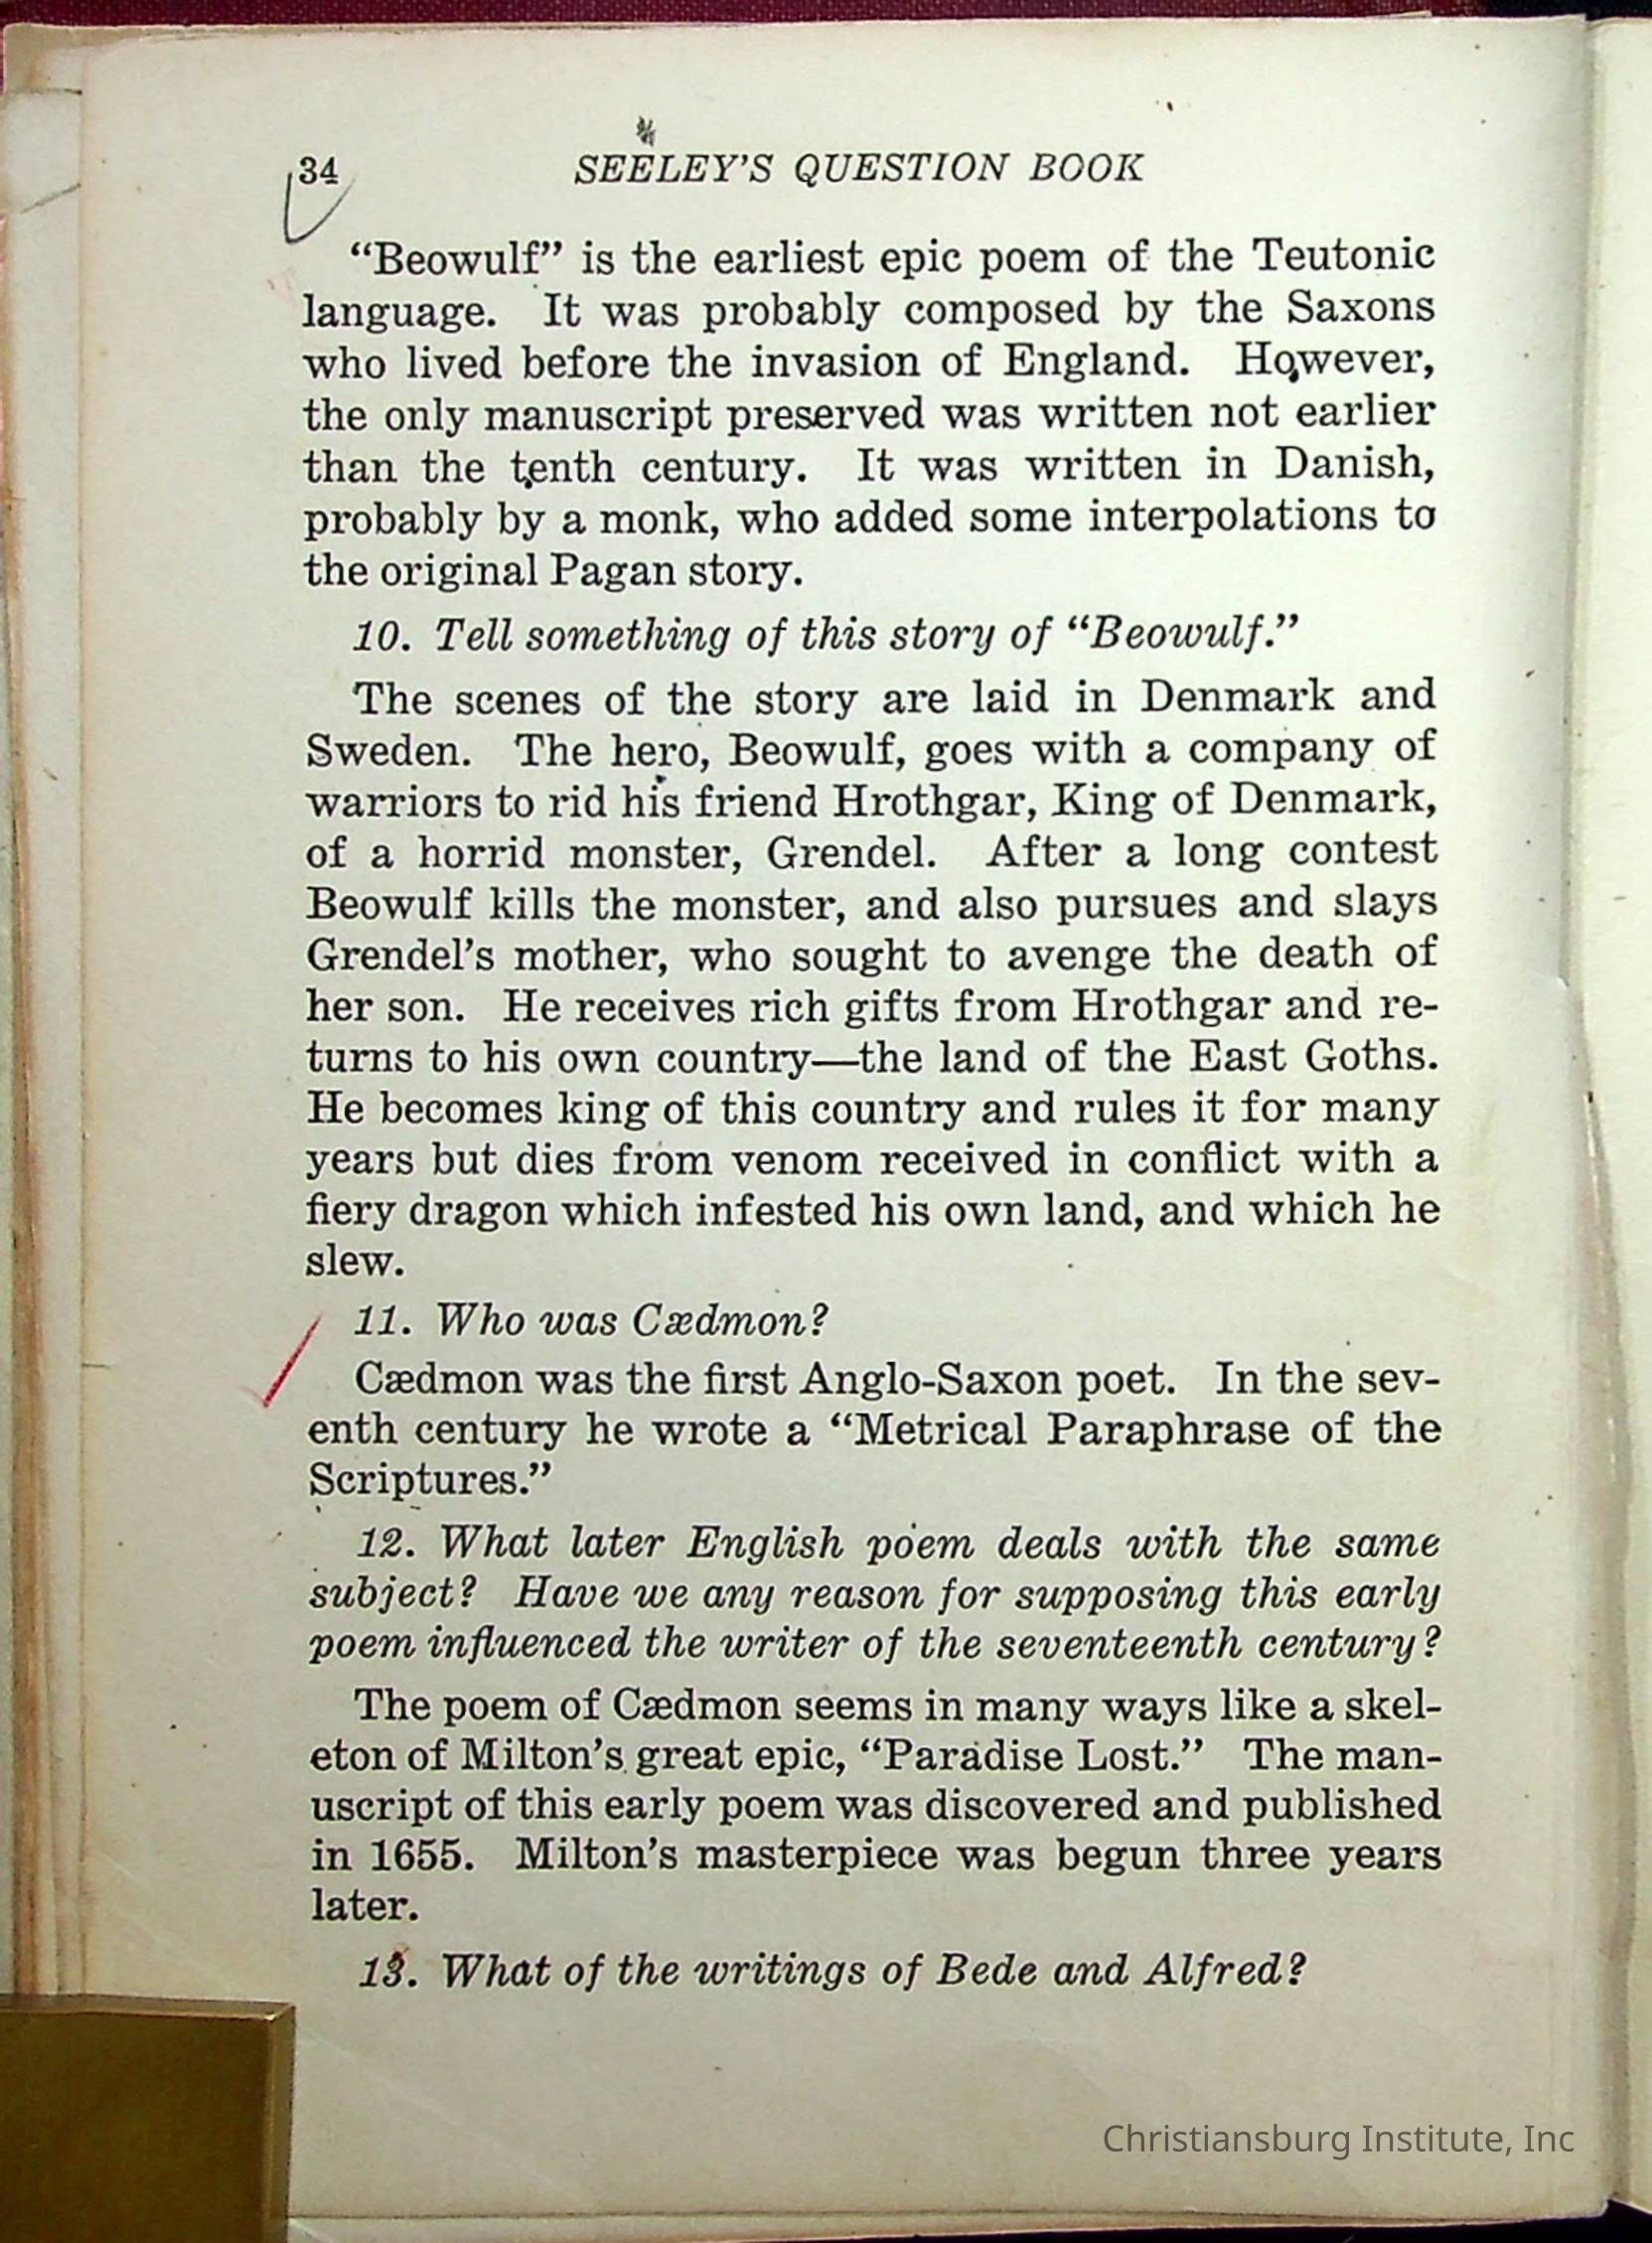 34
SEELEY'S QUESTION BOOK
“Beowulf” is the earliest epic poem of the Teutonic
language. It was probably composed by the Saxons
who lived before the invasion of England. However,
the only manuscript preserved was written not earlier
than the tenth century. It was written in Danish,
probably by a monk, who added some interpolations to
the original Pagan story.
10. Tell something of this story of “Beowulf.”
The scenes of the story are laid in Denmark and
Sweden. The hero, Beowulf, goes with a company of
warriors to rid his friend Hrothgar, King of Denmark,
of a horrid monster, Grendel. After a long contest
Beowulf kills the monster, and also pursues and slays
Grendel's mother, who sought to avenge the death of
her son. He receives rich gifts from Hrothgar and re-
turns to his own country—the land of the East Goths.
He becomes king of this country and rules it for many
years but dies from venom received in conflict with a
fiery dragon which infested his own land, and which he
slew.
11. Who was Cædmon?
Cædmon was the first Anglo-Saxon poet. In the sev-
enth century he wrote a “Metrical Paraphrase of the
Scriptures.”
12. What later English poem deals with the same
subject? Have we any reason for supposing this early
poem influenced the writer of the seventeenth century?
The poem of Cædmon seems in many ways like a skel-
eton of Milton's great epic, “Paradise Lost.” The man-
uscript of this early poem was discovered and published
in 1655. Milton's masterpiece was begun three years
later.
13. What of the writings of Bede and Alfred?
Christiansburg Institute, Inc